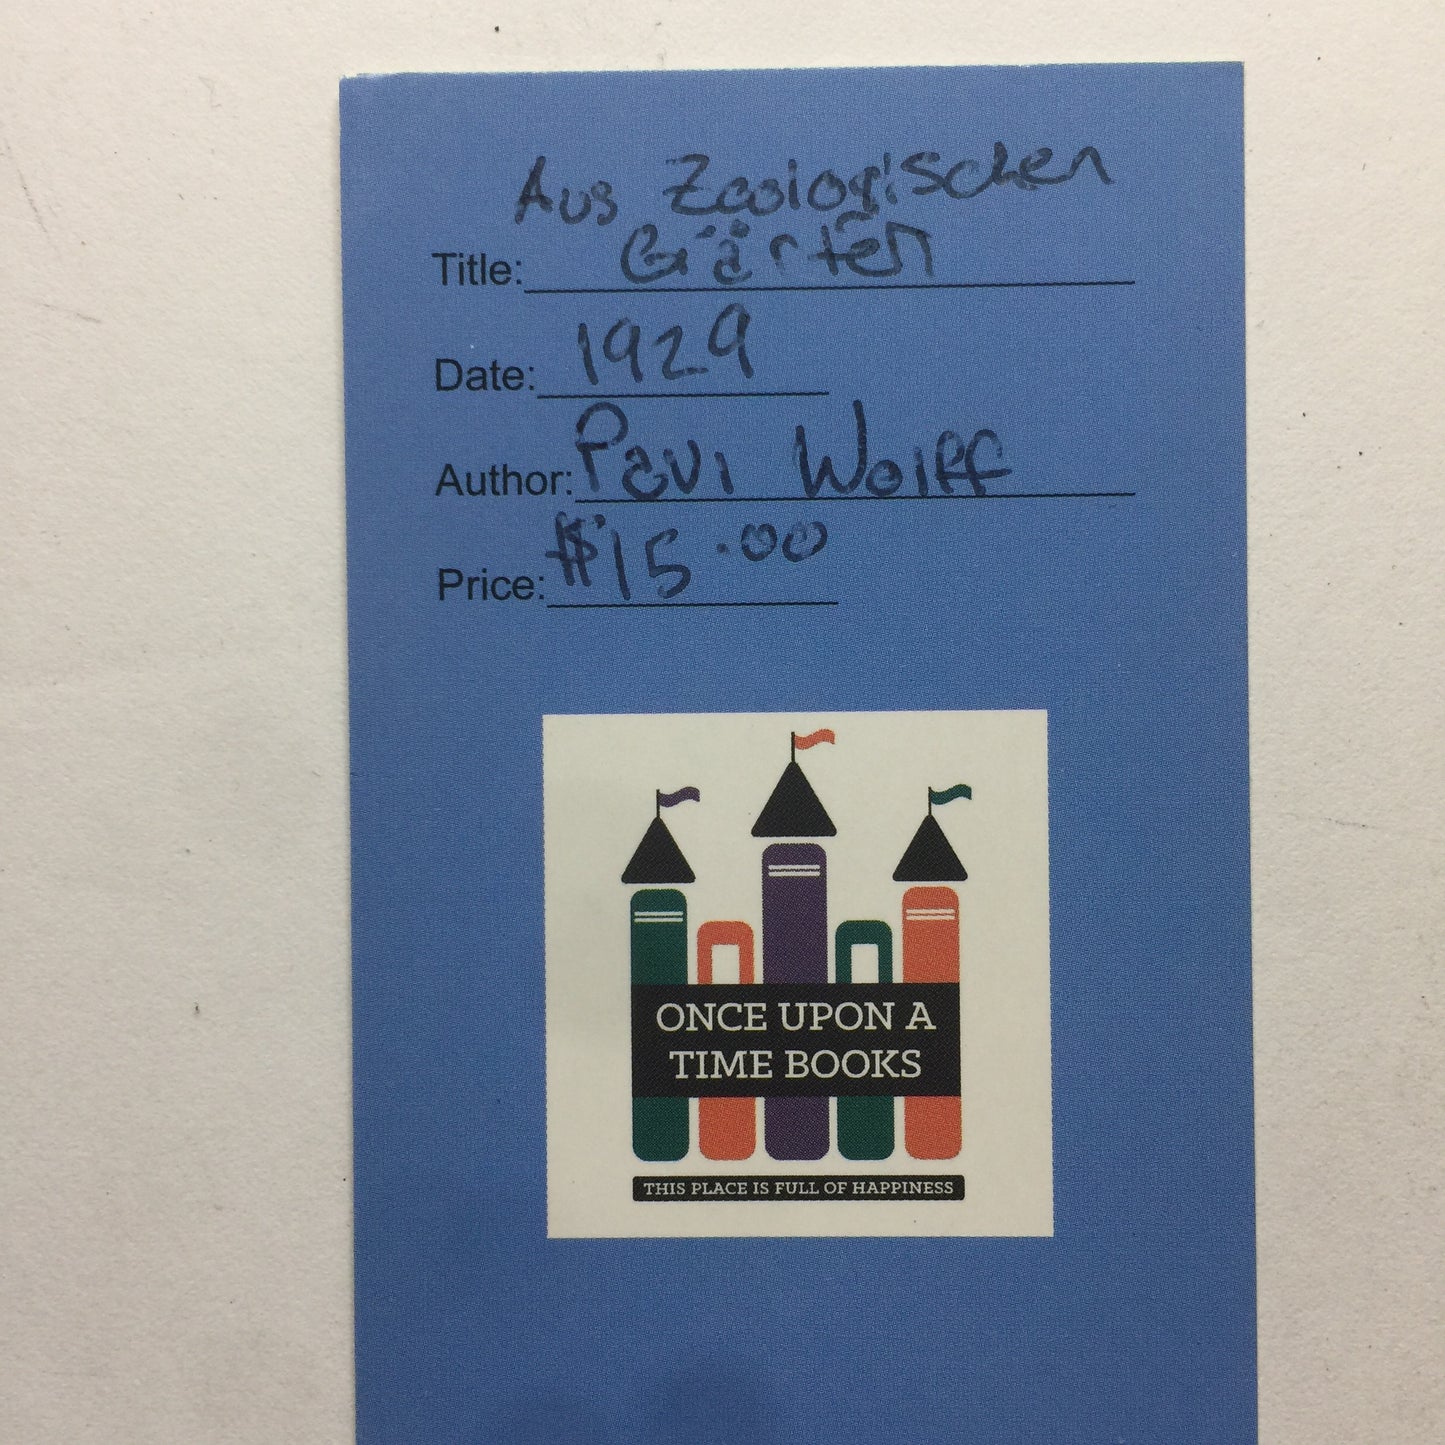 Aus Zoologischen
Title: Gärten
Date: 1929
Author: Paul Wolff
Price: $15.00
ONCE UPON A
TIME BOOKS
THIS PLACE IS FULL OF HAPPINESS